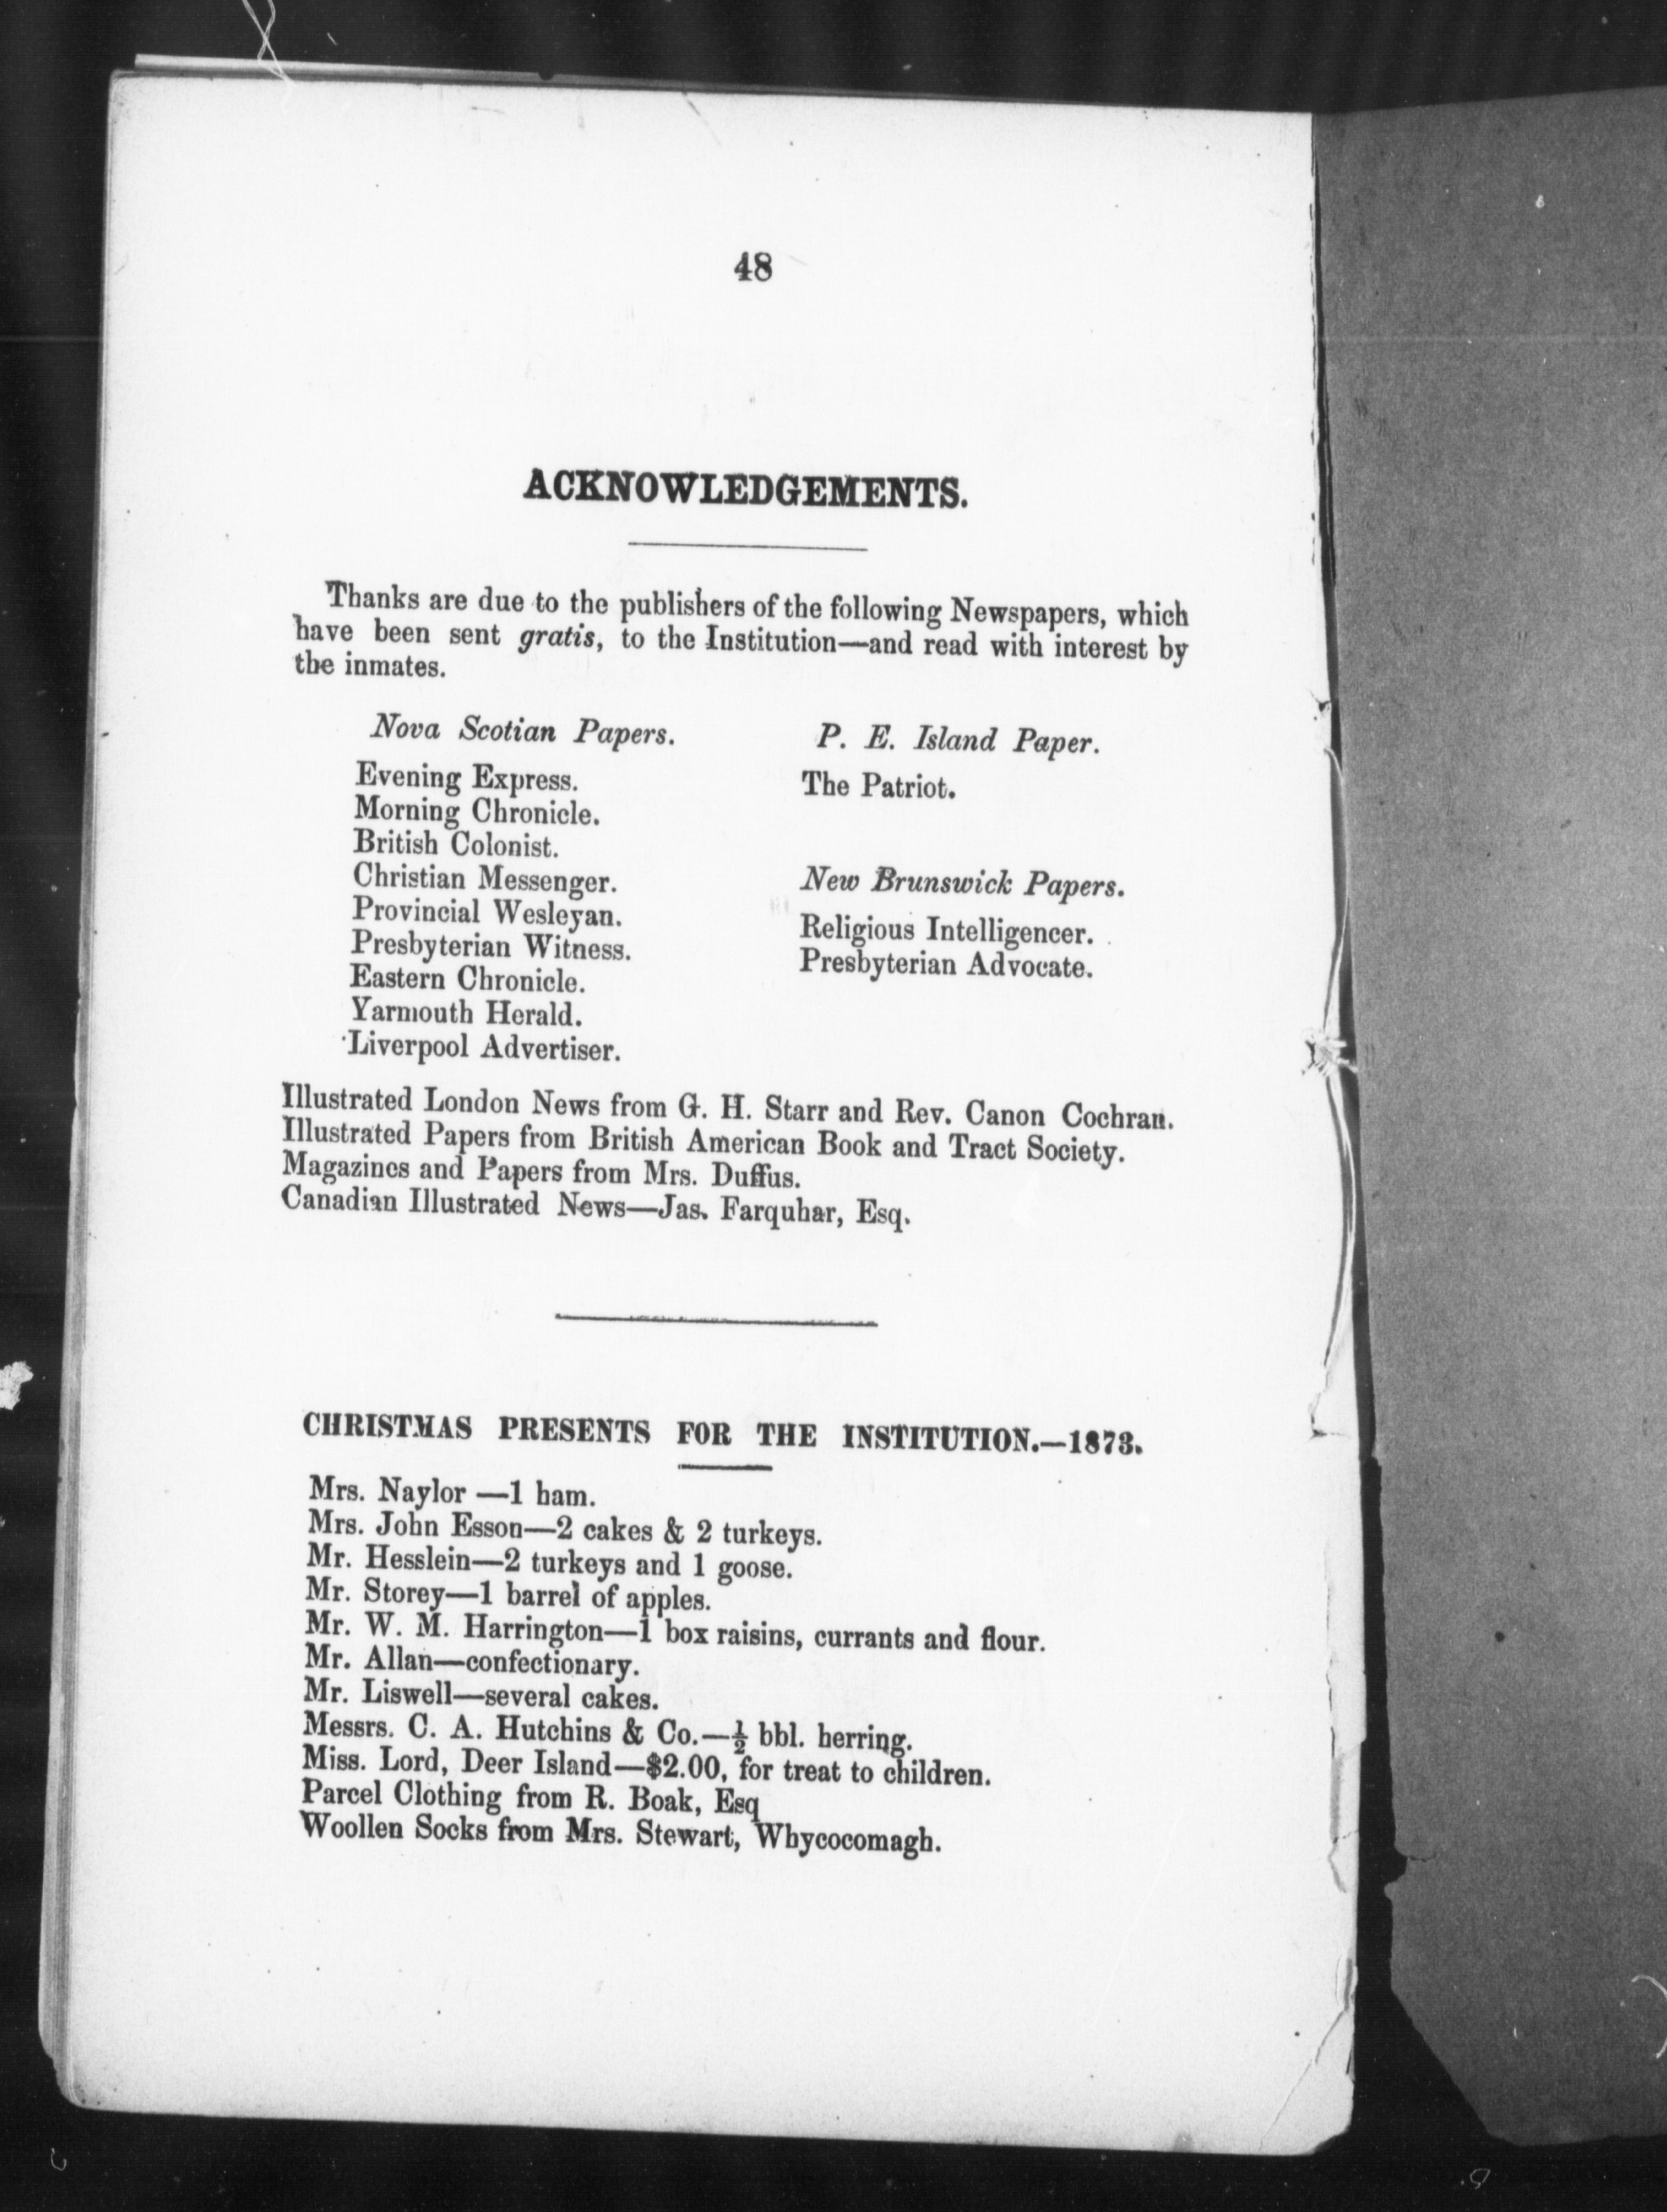 48
ACKNOWLEDGEMENTS.
Thanks are due to the publishers of the following Newspapers, which
have been sent gratis, to the Institution—and read with interest by
the inmates.
Nova Scotian Papers.
Evening Express.
Morning Chronicle.
British Colonist.
Christian Messenger.
Provincial Wesleyan.
Presbyterian Witness.
Eastern Chronicle.
Yarmouth Herald.
Liverpool Advertiser.
P. E. Island Paper.
The Patriot.
New Brunswick Papers.
Religious Intelligencer.
Presbyterian Advocate.
Illustrated London News from G. H. Starr and Rev. Canon Cochran.
Illustrated Papers from British American Book and Tract Society.
Magazines and Papers from Mrs. Duffus.
Canadian Illustrated News—Jas. Farquhar, Esq.
CHRISTMAS PRESENTS FOR THE INSTITUTION.—1873.
Mrs. Naylor —1 ham.
Mrs. John Esson—2 cakes & 2 turkeys.
Mr. Hesslein—2 turkeys and 1 goose.
Mr. Storey—1 barrel of apples.
Mr. W. M. Harrington—1 box raisins, currants and flour.
Mr. Allan—confectionary.
Mr. Liswell—several cakes.
Messrs. C. A. Hutchins & Co.—½ bbl. herring.
Miss. Lord, Deer Island—$2.00, for treat to children.
Parcel Clothing from R. Boak, Esq
Woollen Socks from Mrs. Stewart, Whycocomagh.